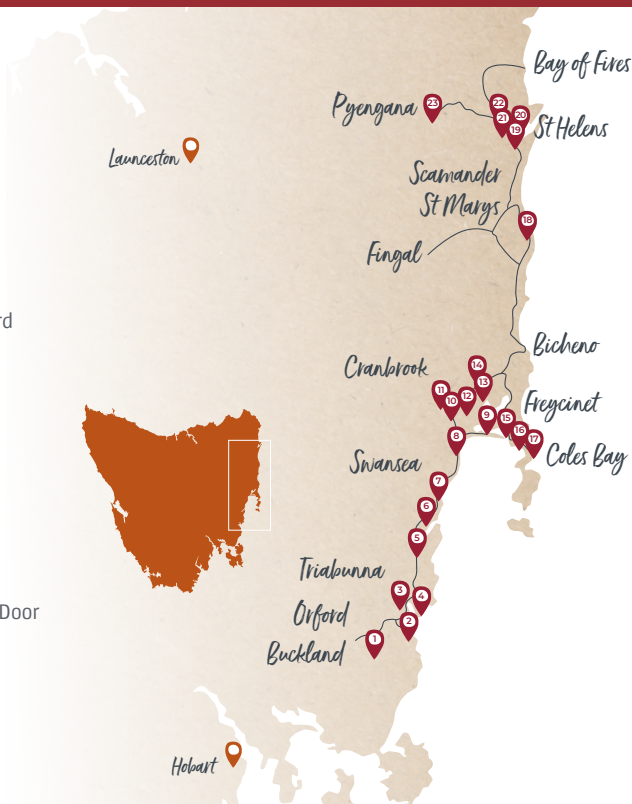 Bay of Fires
Pyengana
23
22
21
20
19
St Helens
Launceston
Scamander
St Marys
18
Fingal
rd
Bicheno
Cranbrook
14
13
11
10
12
Freycinet
9
15
16
17
8
Coles Bay
Swansea
7
6
5
Triabunna
3
4
Door
Orford
2
1
Buckland
Hobart